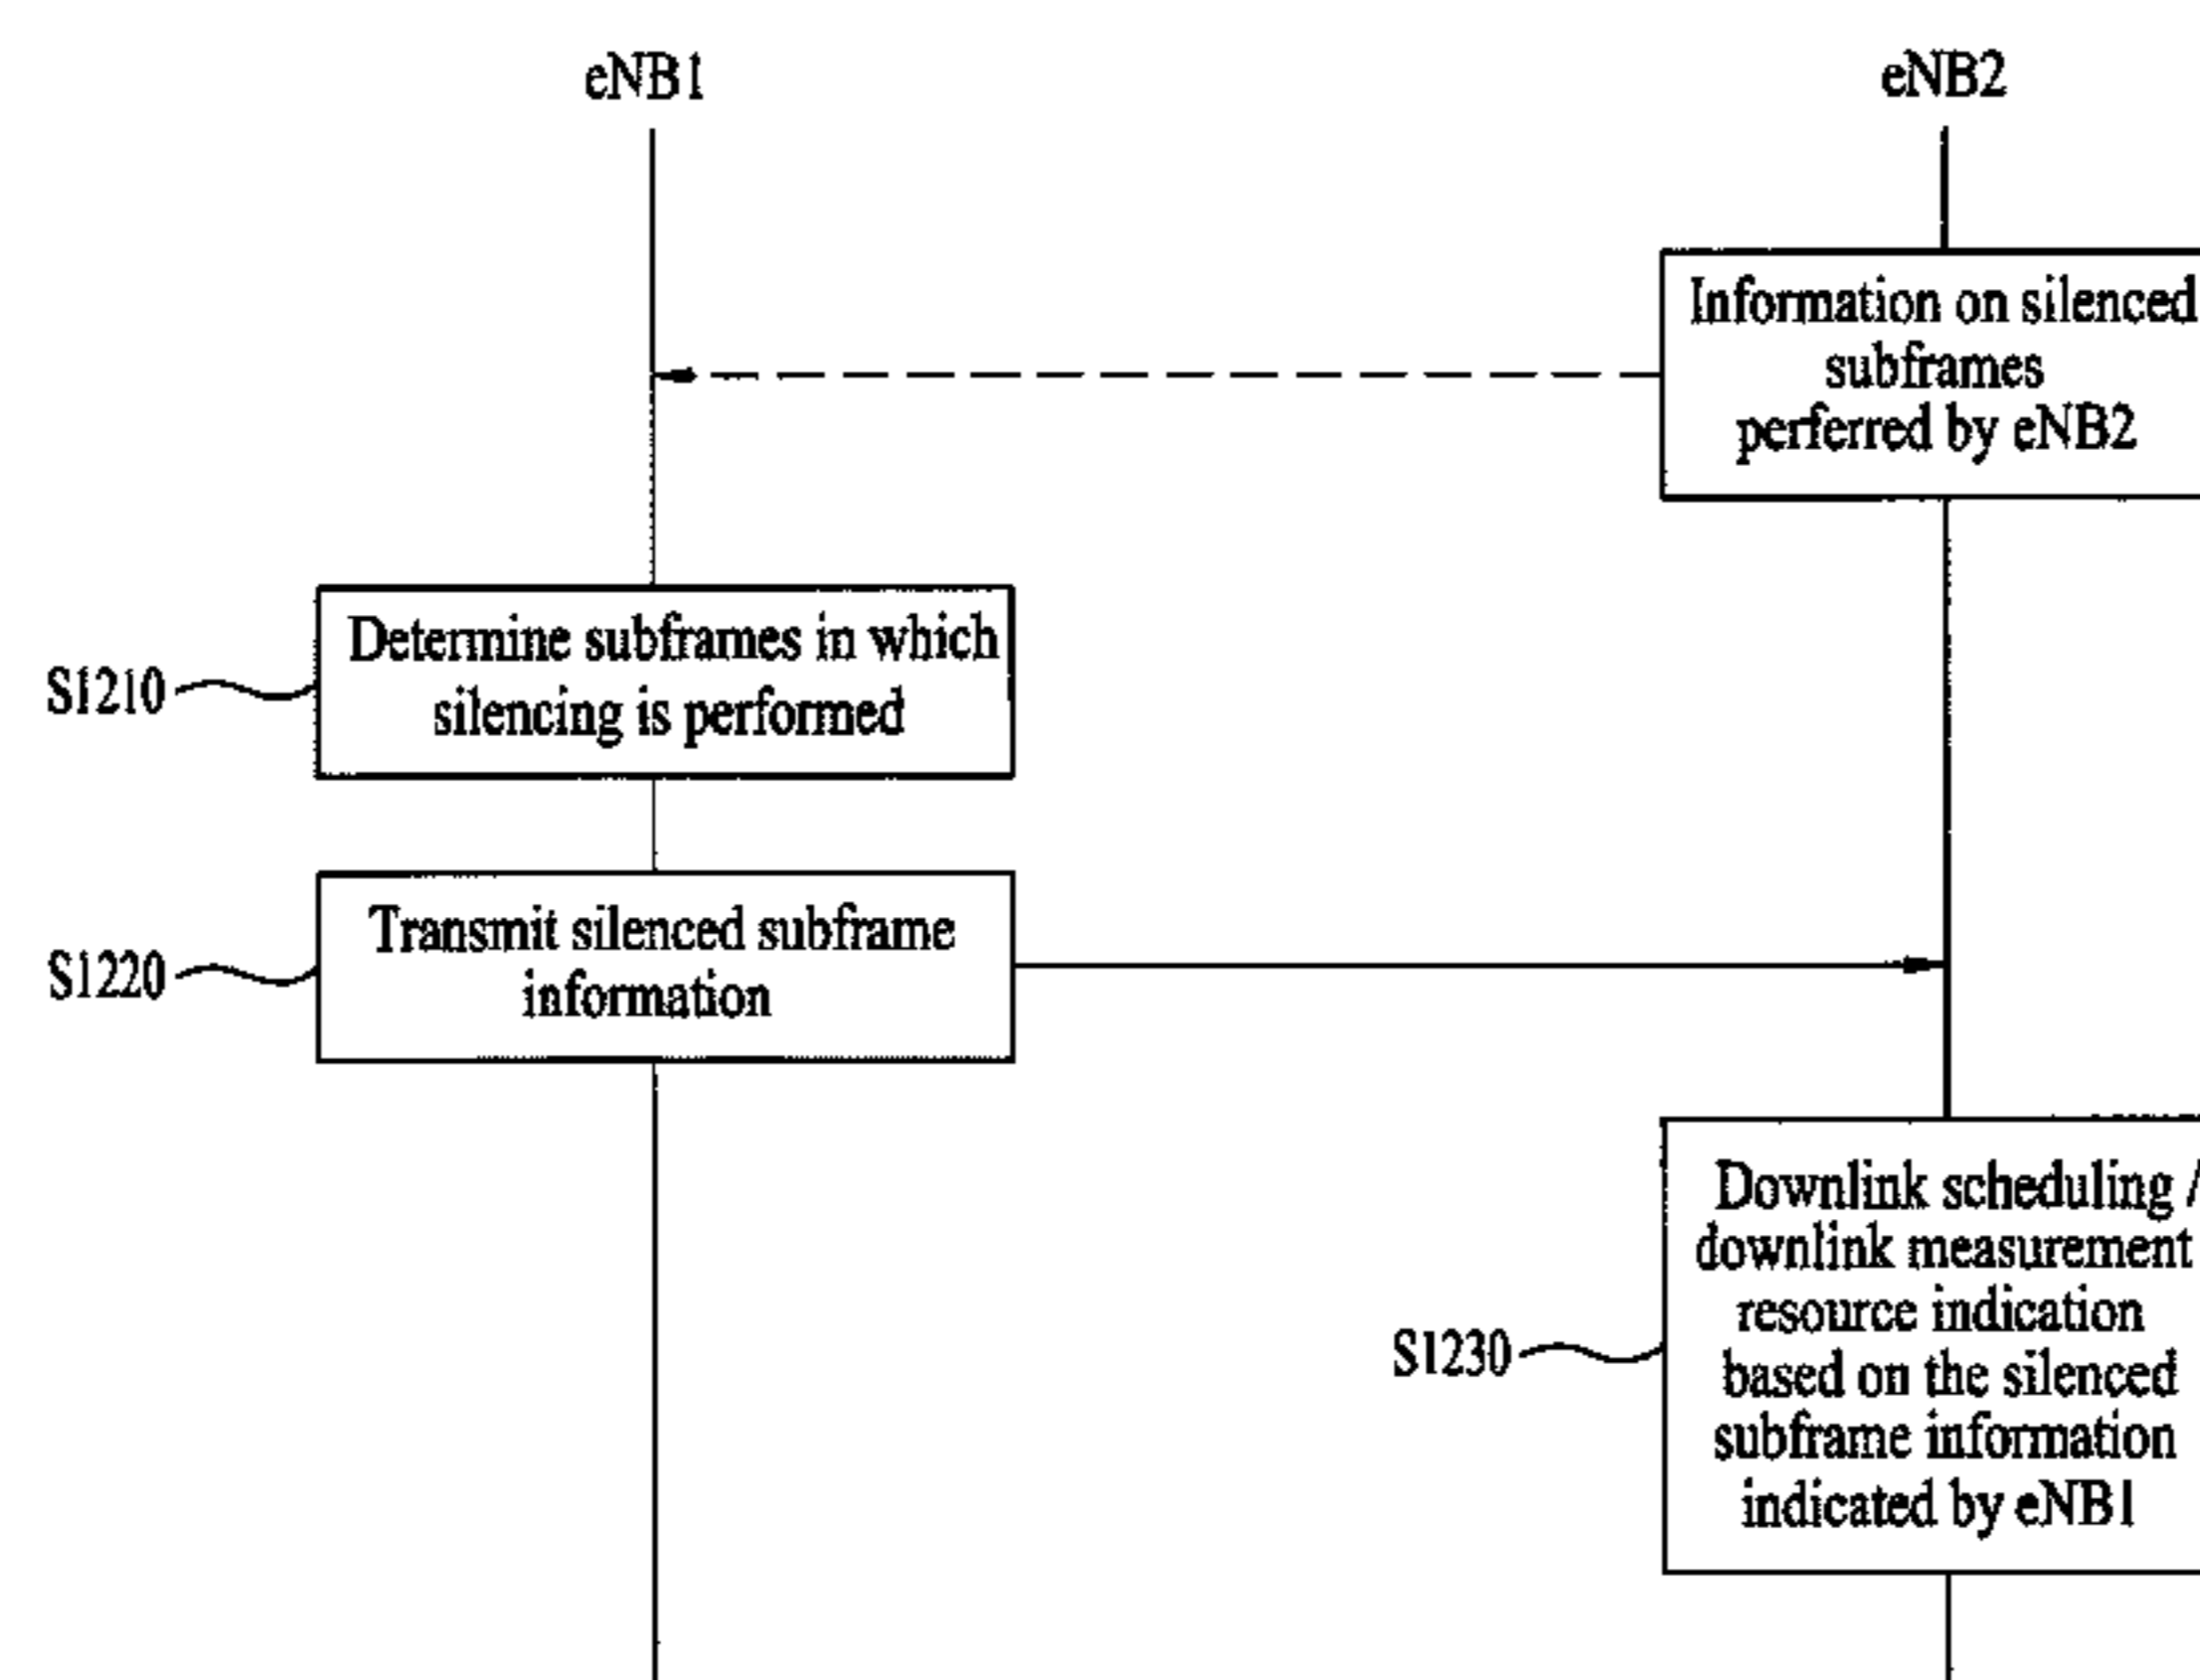 eNB1
eNB2
Information on silenced
subframes
perferred by eNB2
Determine subframes in which
silencing is performed
S1210
Transmit silenced subframe
information
S1220
Downlink scheduling /
downlink measurement
resource indication
based on the silenced
subframe information
indicated by eNB1
S1230